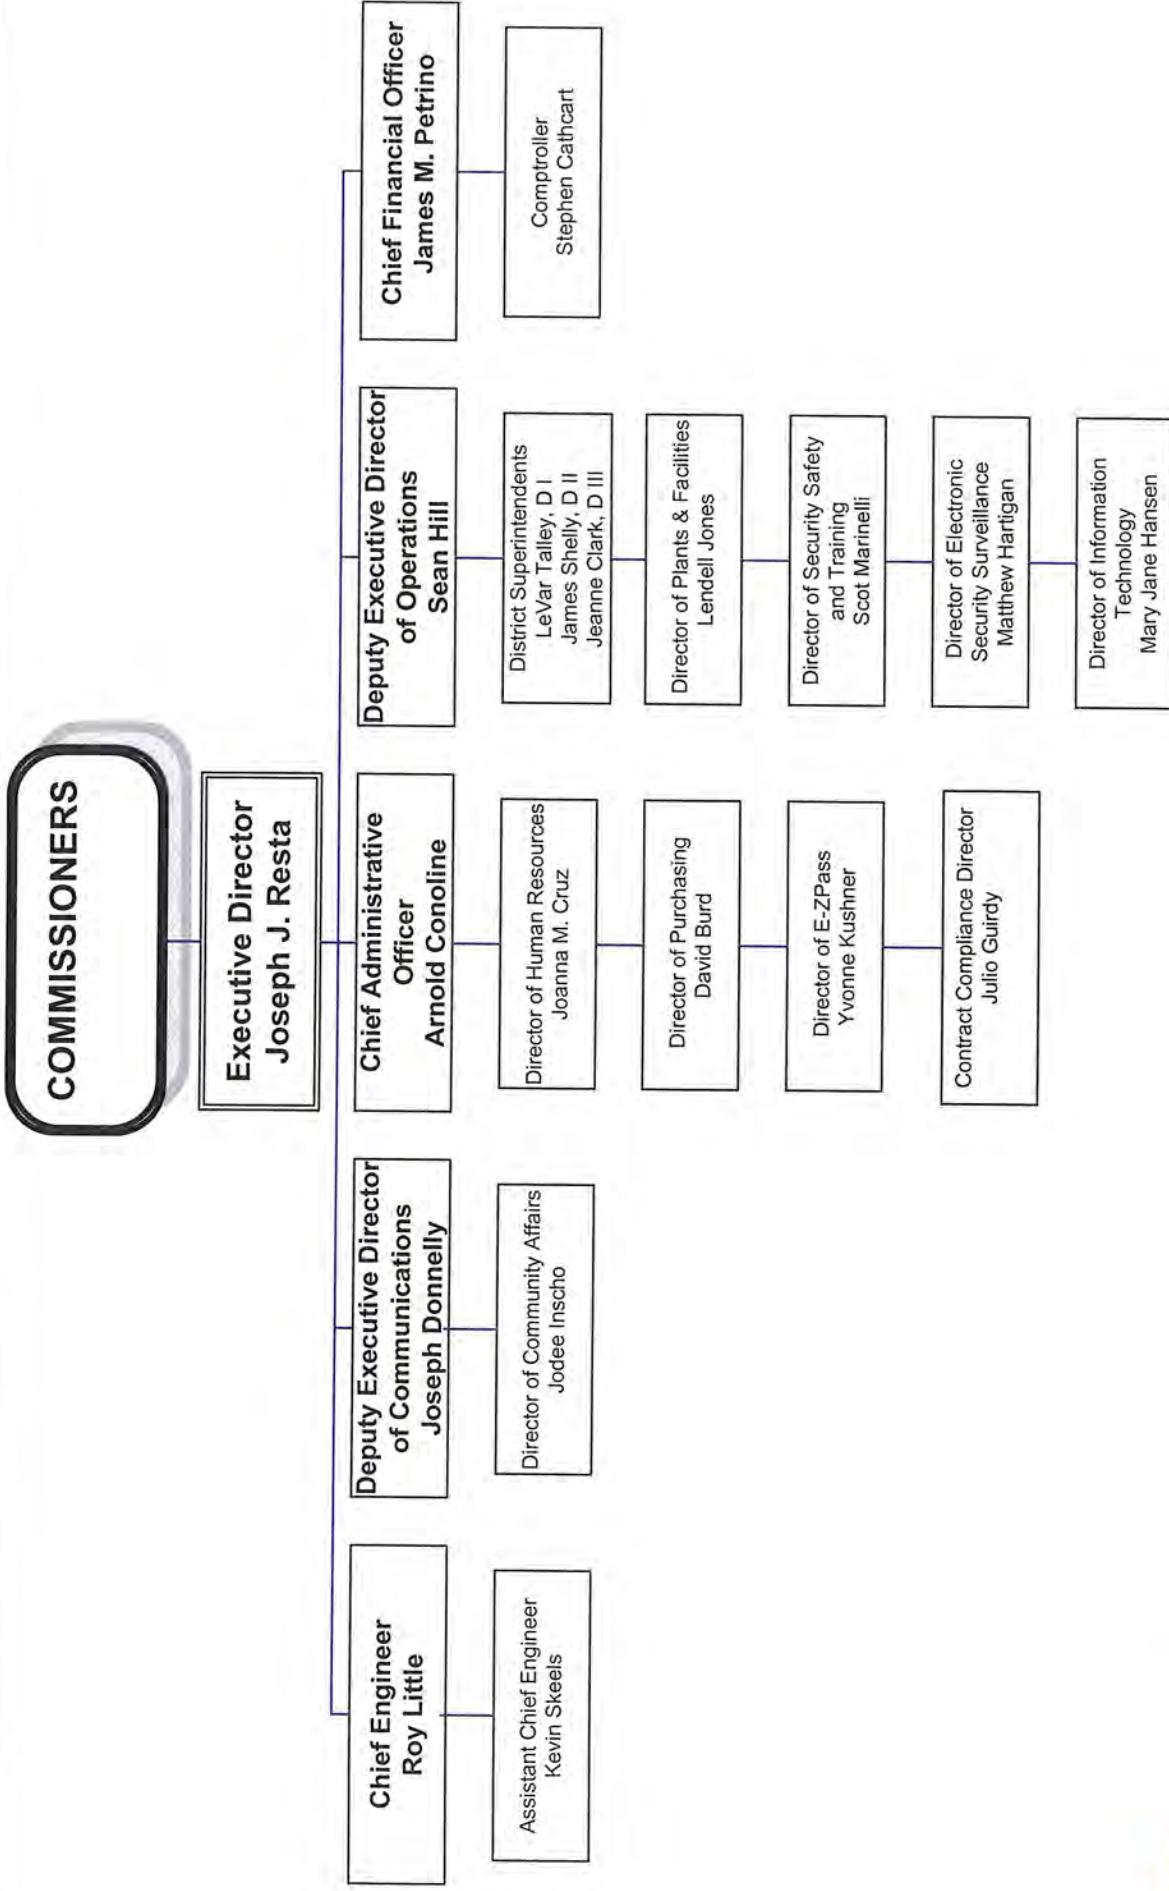 COMMISSIONERS
Executive Director
Joseph J. Resta
Chief Engineer
Roy Little
Assistant Chief Engineer
Kevin Skeels
Deputy Executive Director
of Communications
Joseph Donnelly
Director of Community Affairs
Jodee Inscho
Chief Administrative
Officer
Arnold Conoline
Director of Human Resources
Joanna M. Cruz
Director of Purchasing
David Burd
Director of E-ZPass
Yvonne Kushner
Contract Compliance Director
Julio Guirdy
Deputy Executive Director
of Operations
Sean Hill
District Superintendents
LeVar Talley, D I
James Shelly, D II
Jeanne Clark, D III
Director of Plants & Facilities
Lendell Jones
Director of Security Safety
and Training
Scot Marinelli
Director of Electronic
Security Surveillance
Matthew Hartigan
Director of Information
Technology
Mary Jane Hansen
Chief Financial Officer
James M. Petrino
Comptroller
Stephen Cathcart